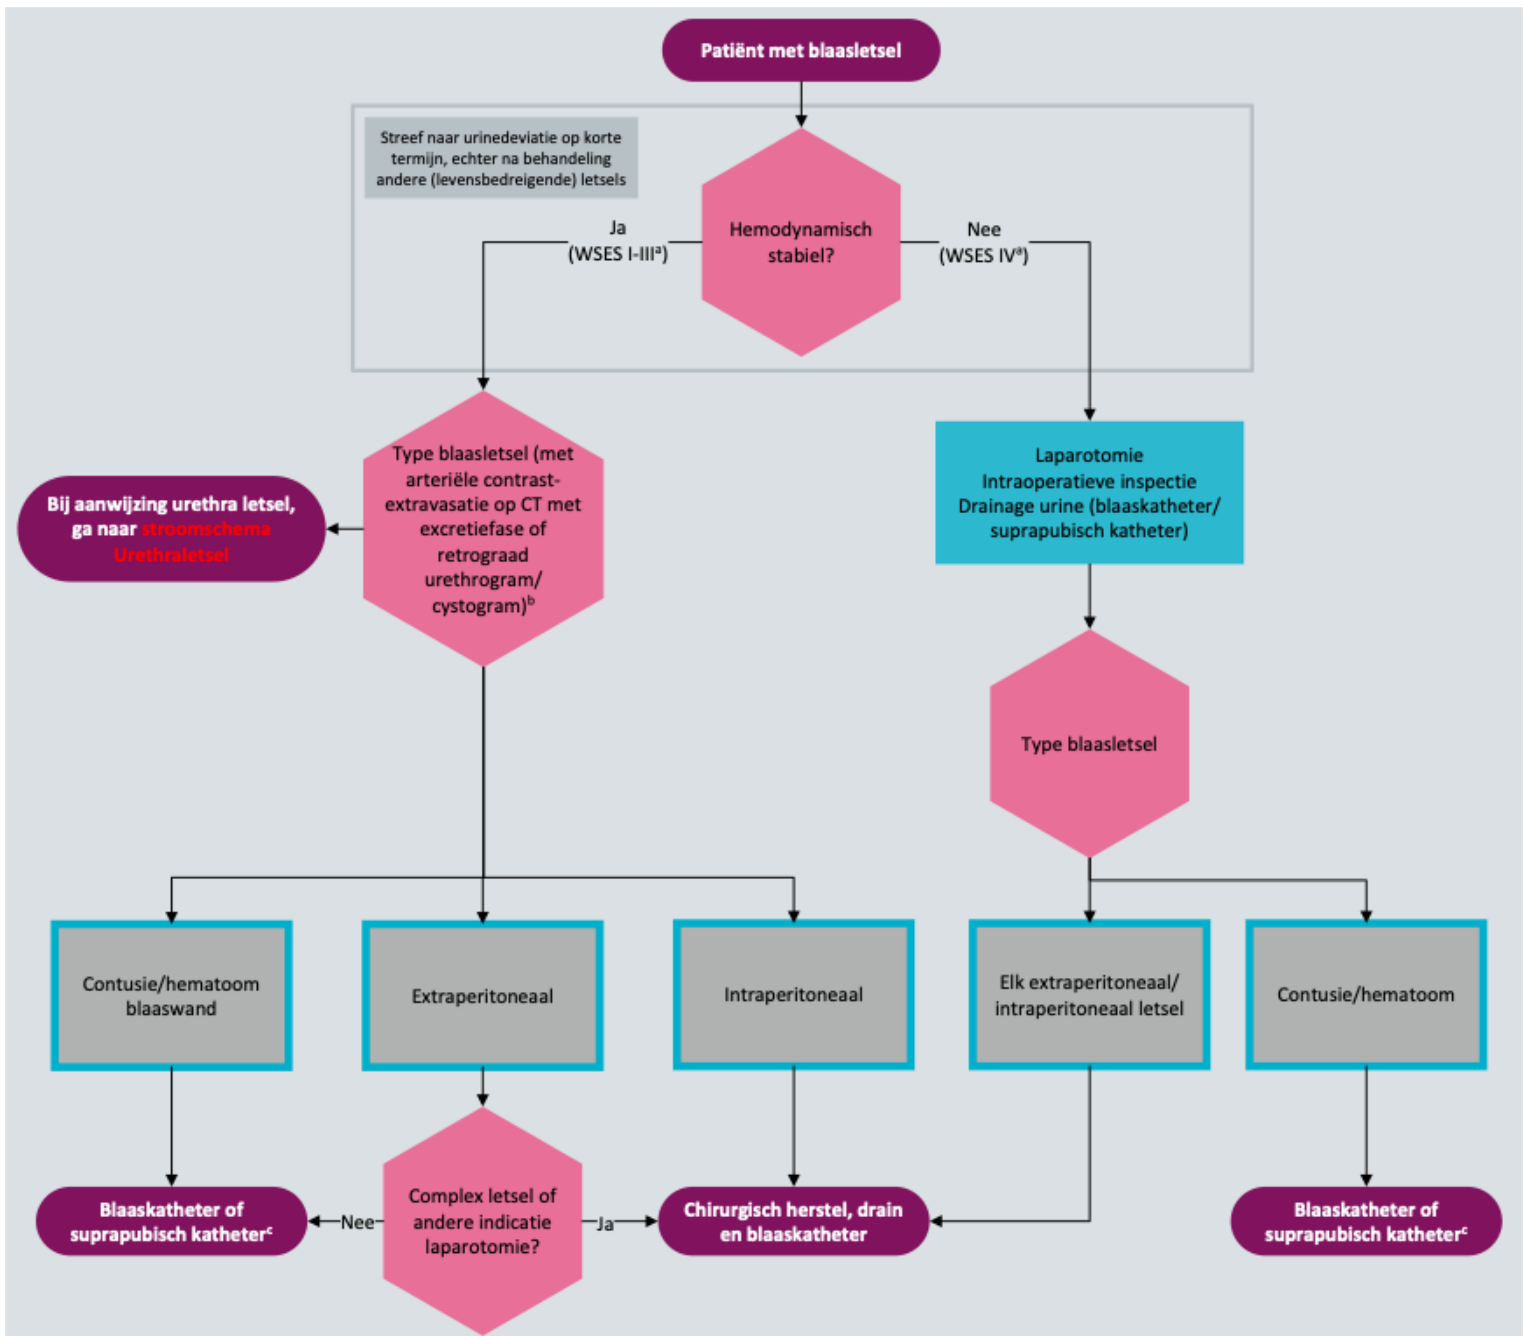 Patiënt met blaasletsel
Streef naar urinedeviatie op korte
termijn, echter na behandeling
andere (levensbedreigende) letsels
Ja
(WSES I-IIIᵃ)
Hemodynamisch
stabiel?
Nee
(WSES IVᵃ)
Type blaasletsel (met
arteriële contrast-
extravasatie op CT met
excretiefase of
retrograad
urethrogram/
cystogram)ᵇ
Bij aanwijzing urethra letsel,
ga naar stroomschema
Urethraletsel
Laparotomie
Intraoperatieve inspectie
Drainage urine (blaaskatheter/
suprapubisch katheter)
Type blaasletsel
Contusie/hematoom
blaaswand
Extraperitoneaal
Intraperitoneaal
Elk extraperitoneaal/
intraperitoneaal letsel
Contusie/hematoom
Blaaskatheter of
suprapubisch katheterᶜ
Nee
Complex letsel of
andere indicatie
laparotomie?
Ja
Chirurgisch herstel, drain
en blaaskatheter
Blaaskatheter of
suprapubisch katheterᶜ